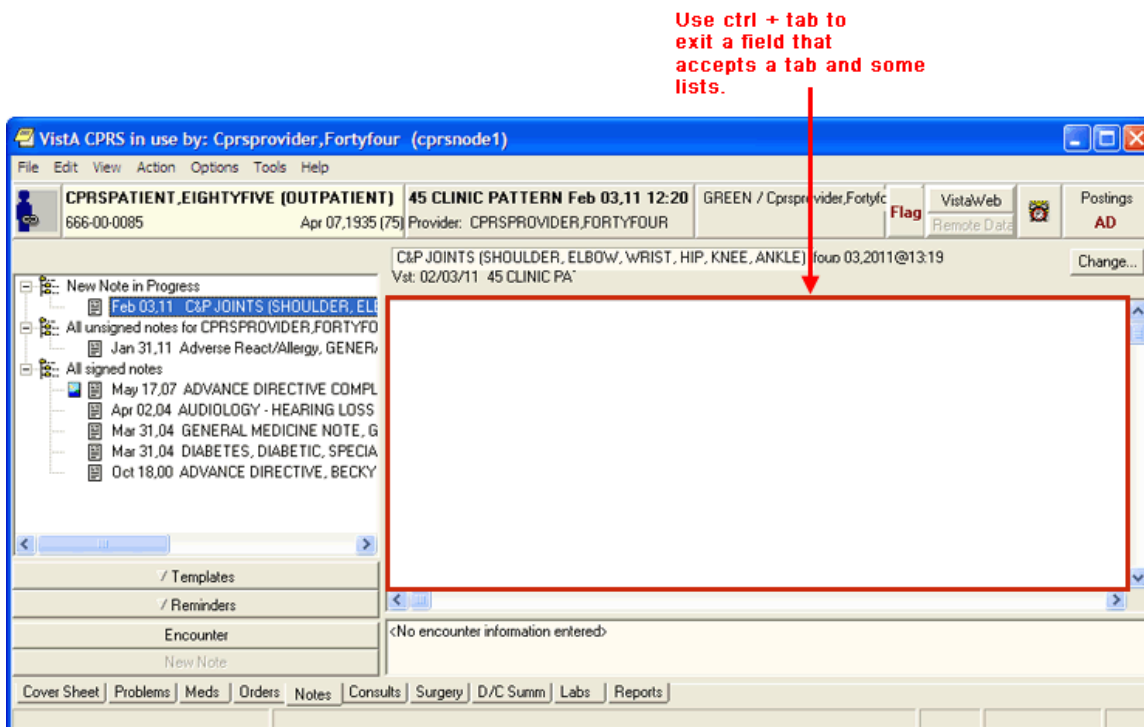 Use ctrl + tab to
exit a field that
accepts a tab and some
lists.
VistA CPRS in use by: Cprsprovider,Fortyfour (cprsnode1)
File Edit View Action Options Tools Help
CPRSPATIENT,EIGHTYFIVE (OUTPATIENT) 45 CLINIC PATTERN Feb 03,11 12:20 GREEN / Cprsprovider,Fortyfc Flag VistaWeb Postings
666-00-0085 Apr 07,1935 (75) Provider: CPRSPROVIDER,FORTYFOUR Remote Data AD
C&P JOINTS (SHOULDER, ELBOW, WRIST, HIP, KNEE, ANKLE) 03,2011@13:19
Change...
Vst: 02/03/11 45 CLINIC PA
New Note in Progress
Feb 03,11 C&P JOINTS (SHOULDER, ELE
All unsigned notes for CPRSPROVIDER,FORTYFO
Jan 31,11 Adverse React/Allergy, GENER
All signed notes
May 17,07 ADVANCE DIRECTIVE COMPL
Apr 02,04 AUDIOLOGY - HEARING LOSS
Mar 31,04 GENERAL MEDICINE NOTE, G
Mar 31,04 DIABETES, DIABETIC, SPECIA
Oct 18,00 ADVANCE DIRECTIVE, BECKY
/ Templates
/ Reminders
Encounter
<No encounter information entered>
New Note
Cover Sheet Problems Meds Orders Notes Consults Surgery D/C Summ Labs Reports